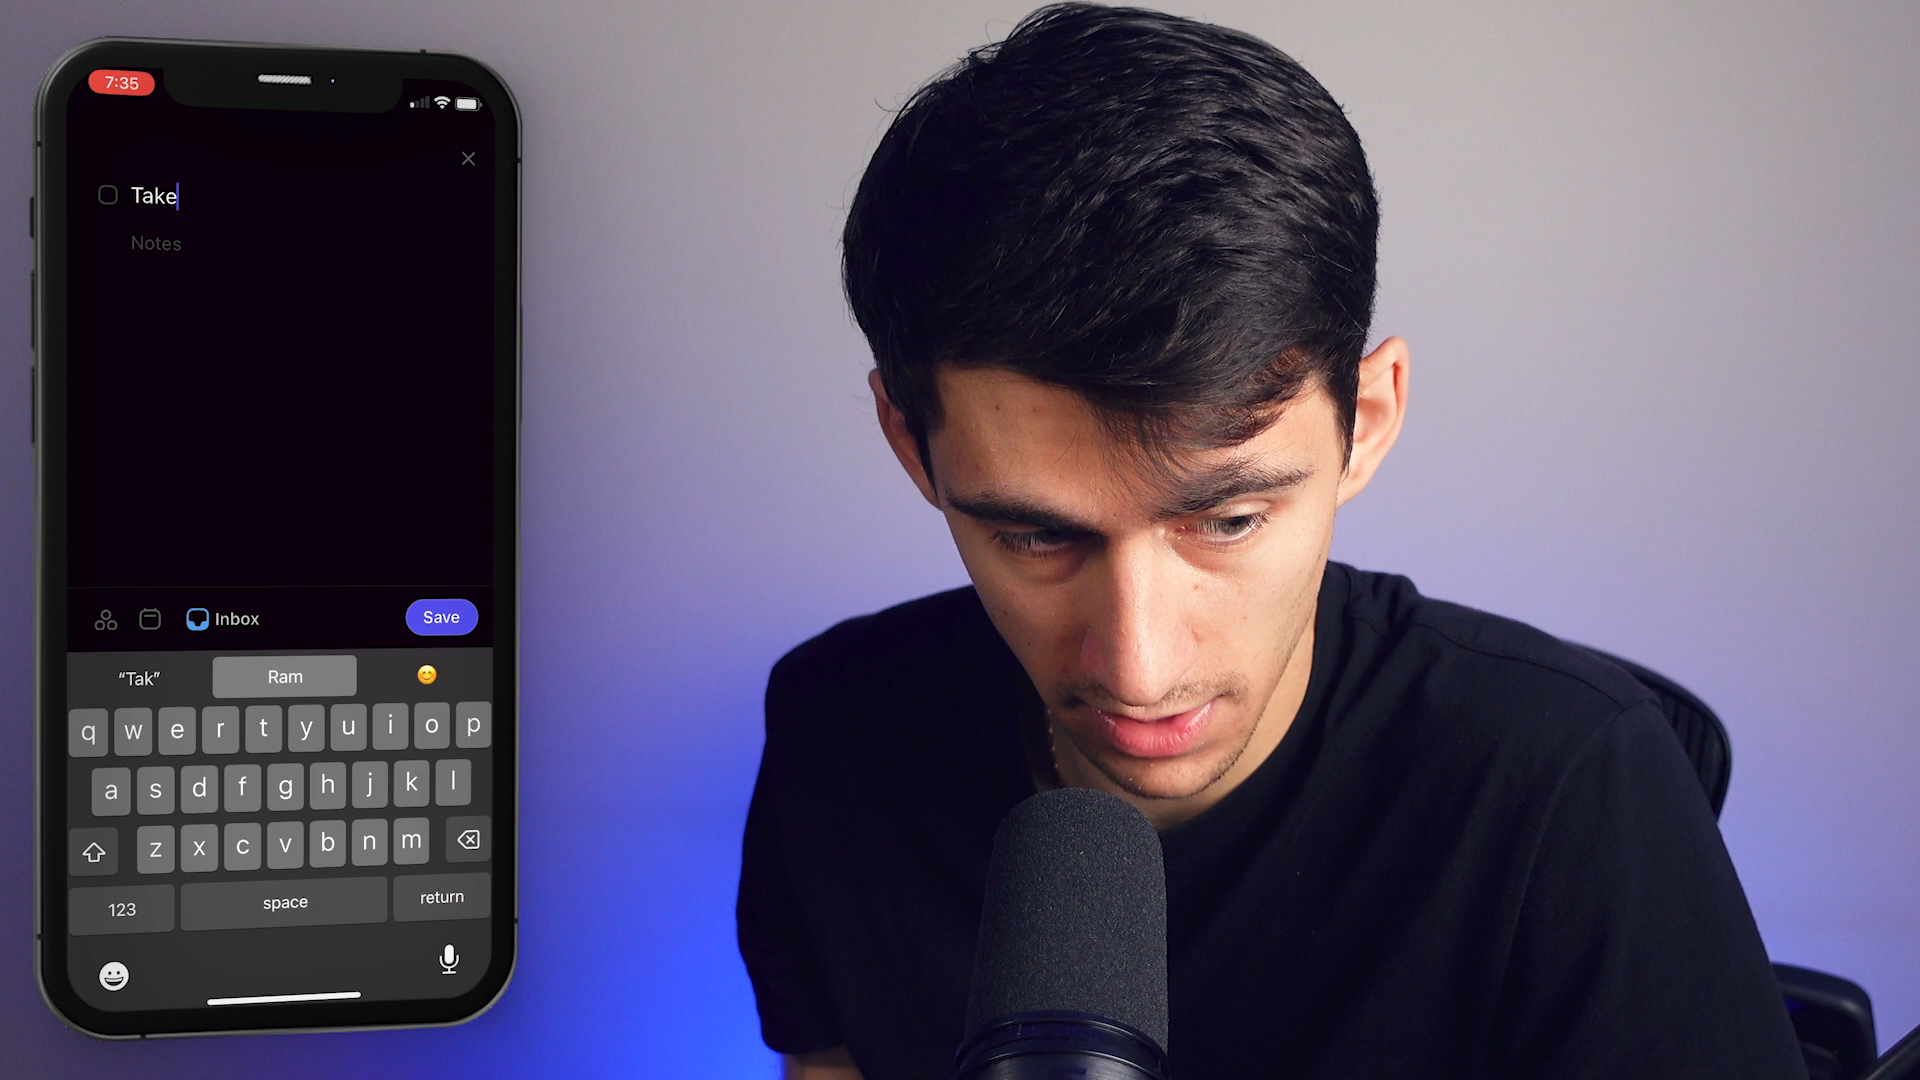 7:35
Take
Notes
Inbox
Save
“Tak”
Ram
q w e r t y u i o p
a s d f g h j k l
z x c v b n m
123
space
return